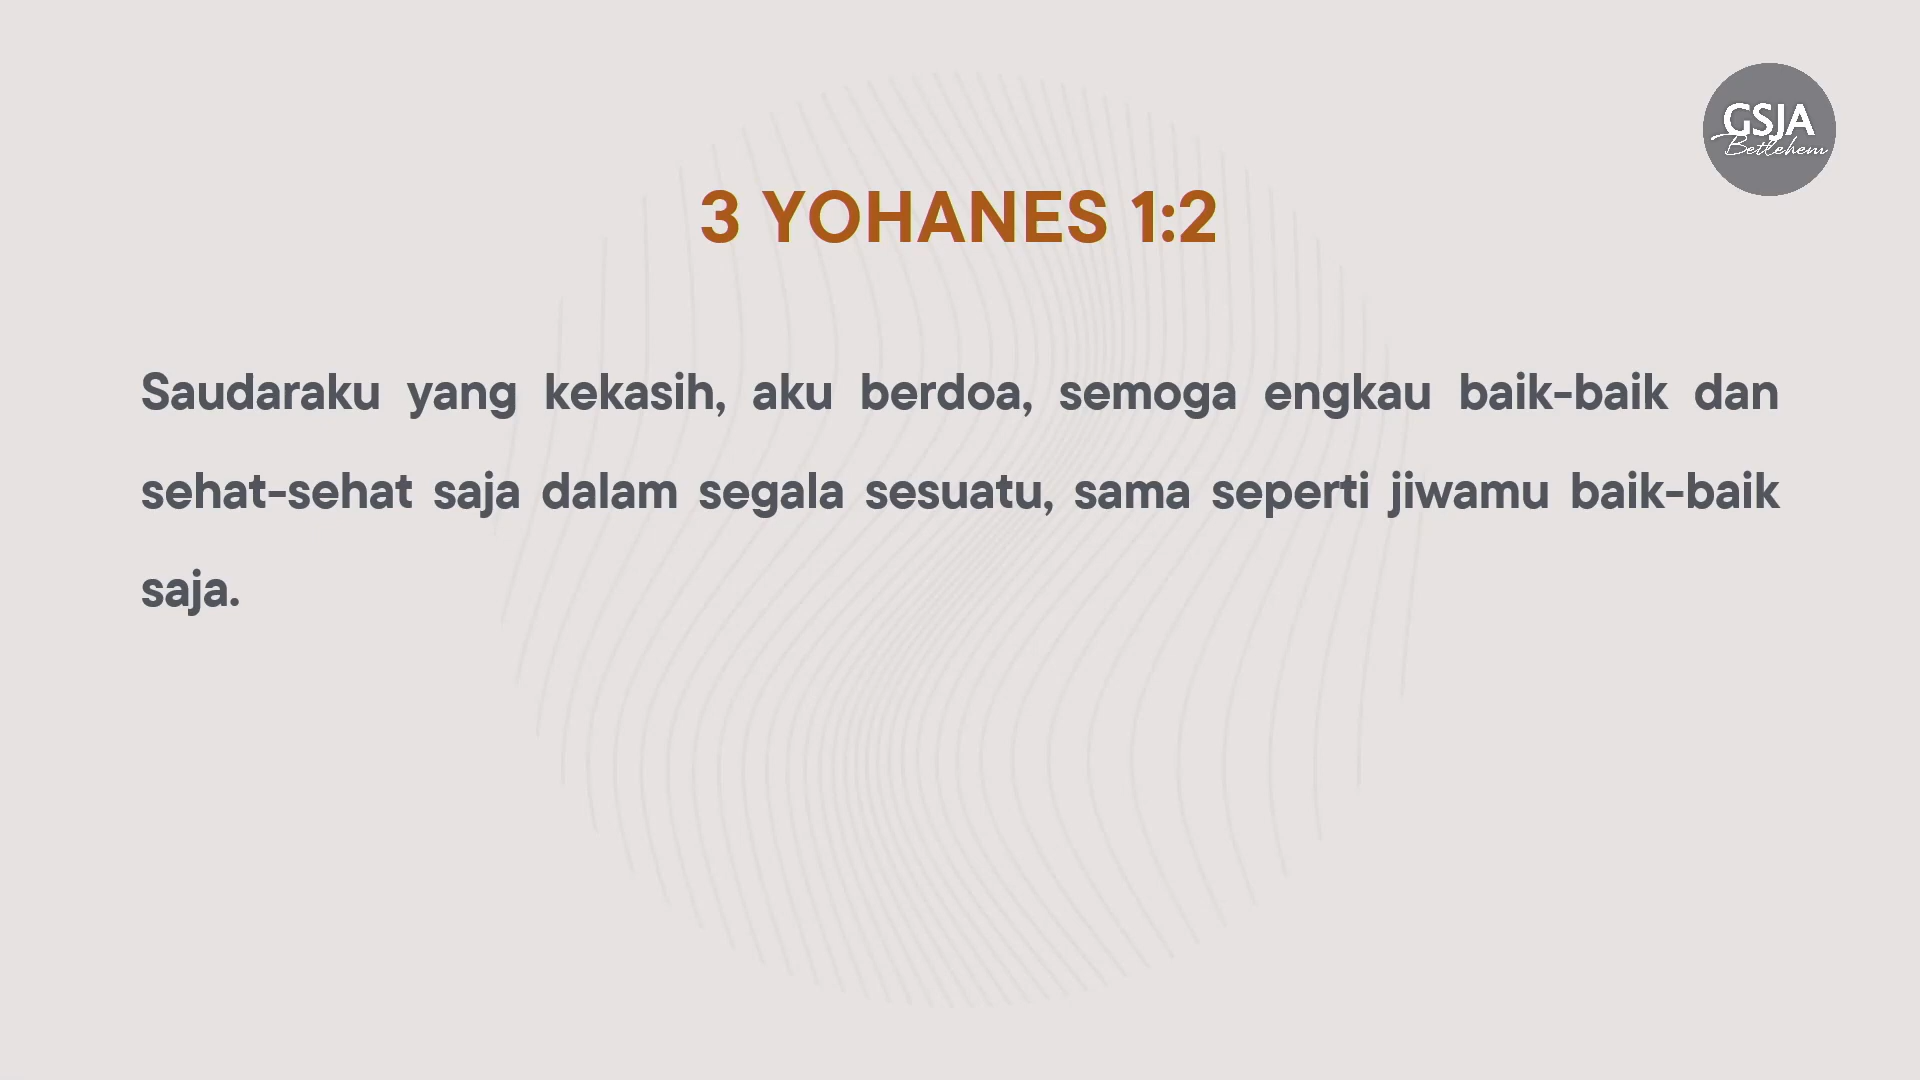 GSJA
Betlehem
3 YOHANES 1:2
Saudaraku yang kekasih, aku berdoa, semoga engkau baik-baik dan
sehat-sehat saja dalam segala sesuatu, sama seperti jiwamu baik-baik
saja.